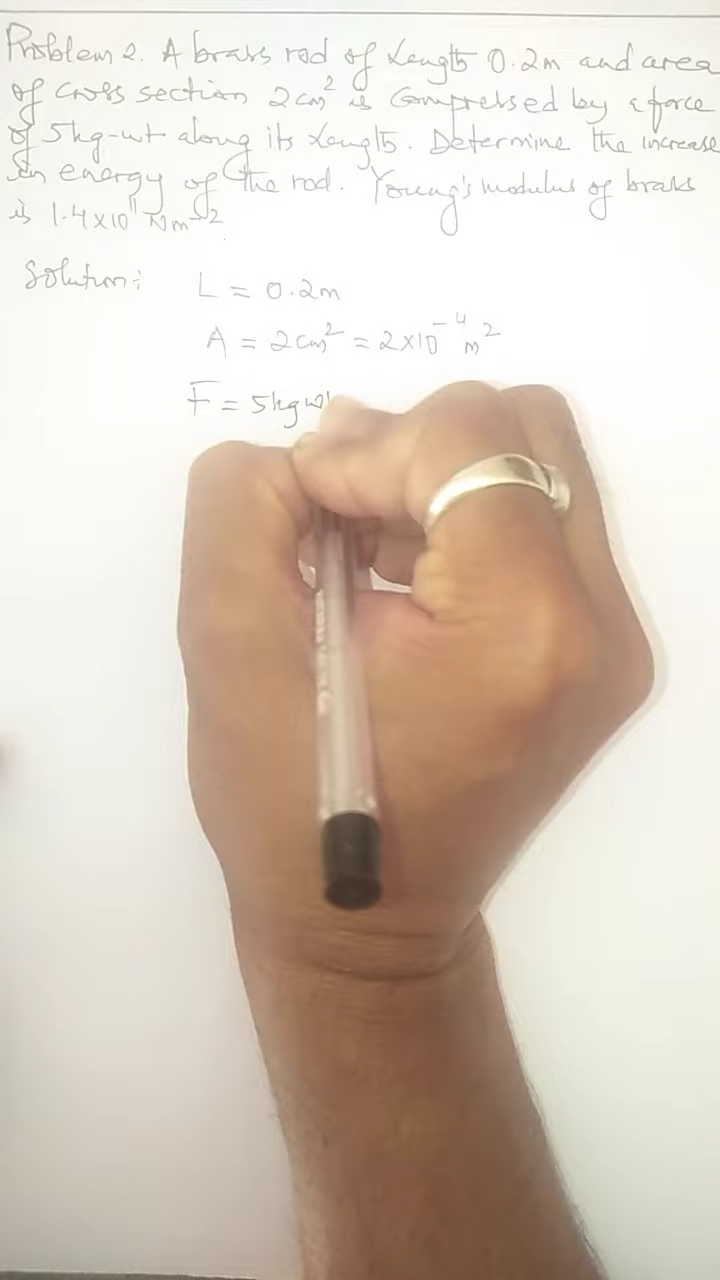 Problem 2. A brass rod of length 0.2m and area
of cross section 2cm² is compressed by a force
of 5kg-wt along its length. Determine the increase
in energy of the rod. Young's modulus of brass
is 1.4×10¹¹ Nm⁻²
Solution:
L = 0.2m
A = 2cm² = 2×10⁻⁴ m²
F = 5kg